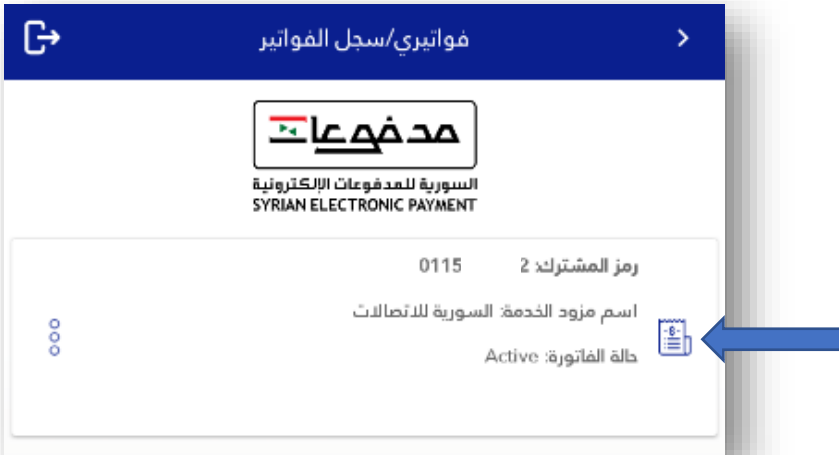 فواتيري/سجل الفواتير
مدفوعات
السورية للمدفوعات الإلكترونية
SYRIAN ELECTRONIC PAYMENT
رمز المشترك: 2 0115
اسم مزود الخدمة: السورية للاتصالات
حالة الفاتورة: Active